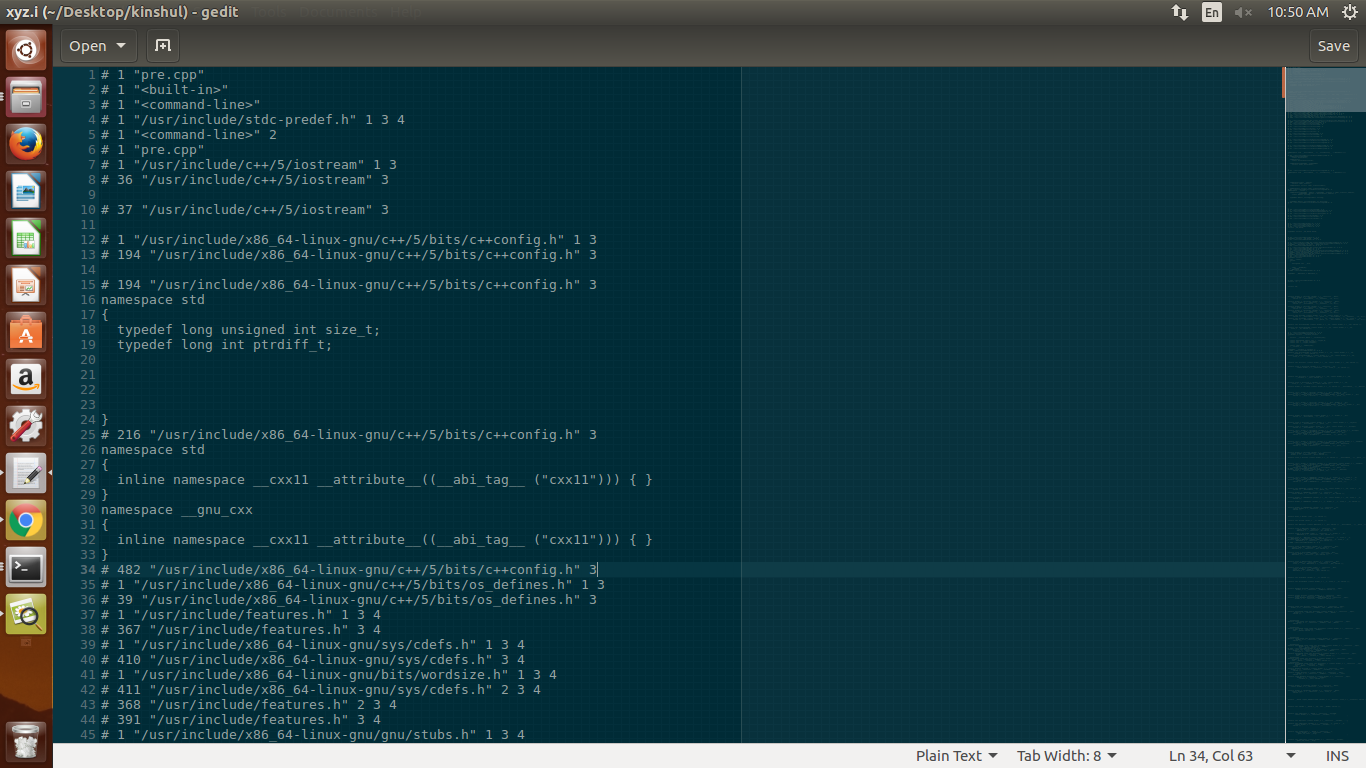 xyz.i (~/Desktop/kinshul) - gedit
En
10:50 AM
Open
Save
1 # 1 "pre.cpp"
2 # 1 "<built-in>"
3 # 1 "<command-line>"
4 # 1 "/usr/include/stdc-predef.h" 1 3 4
5 # 1 "<command-line>" 2
6 # 1 "pre.cpp"
7 # 1 "/usr/include/c++/5/iostream" 1 3
8 # 36 "/usr/include/c++/5/iostream" 3
9
10 # 37 "/usr/include/c++/5/iostream" 3
11
12 # 1 "/usr/include/x86_64-linux-gnu/c++/5/bits/c++config.h" 1 3
13 # 194 "/usr/include/x86_64-linux-gnu/c++/5/bits/c++config.h" 3
14
15 # 194 "/usr/include/x86_64-linux-gnu/c++/5/bits/c++config.h" 3
16 namespace std
17 {
18   typedef long unsigned int size_t;
19   typedef long int ptrdiff_t;
20
21
22
23
24 }
25 # 216 "/usr/include/x86_64-linux-gnu/c++/5/bits/c++config.h" 3
26 namespace std
27 {
28   inline namespace __cxx11 __attribute__((__abi_tag__ ("cxx11"))) { }
29 }
30 namespace __gnu_cxx
31 {
32   inline namespace __cxx11 __attribute__((__abi_tag__ ("cxx11"))) { }
33 }
34 # 482 "/usr/include/x86_64-linux-gnu/c++/5/bits/c++config.h" 3
35 # 1 "/usr/include/x86_64-linux-gnu/c++/5/bits/os_defines.h" 1 3
36 # 39 "/usr/include/x86_64-linux-gnu/c++/5/bits/os_defines.h" 3
37 # 1 "/usr/include/features.h" 1 3 4
38 # 367 "/usr/include/features.h" 3 4
39 # 1 "/usr/include/x86_64-linux-gnu/sys/cdefs.h" 1 3 4
40 # 410 "/usr/include/x86_64-linux-gnu/sys/cdefs.h" 3 4
41 # 1 "/usr/include/x86_64-linux-gnu/bits/wordsize.h" 1 3 4
42 # 411 "/usr/include/x86_64-linux-gnu/sys/cdefs.h" 2 3 4
43 # 368 "/usr/include/features.h" 2 3 4
44 # 391 "/usr/include/features.h" 3 4
45 # 1 "/usr/include/x86_64-linux-gnu/gnu/stubs.h" 1 3 4
Plain Text
Tab Width: 8
Ln 34, Col 63
INS